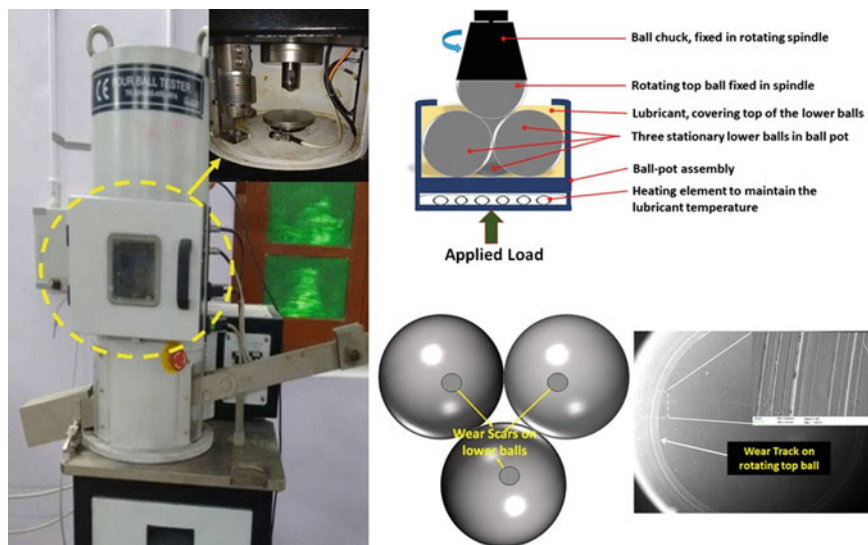 CE FOUR BALL TESTER
Ball chuck, fixed in rotating spindle
Rotating top ball fixed in spindle
Lubricant, covering top of the lower balls
Three stationary lower balls in ball pot
Ball-pot assembly
Heating element to maintain the
lubricant temperature
Applied Load
Wear Scars on
lower balls
Wear Track on
rotating top ball